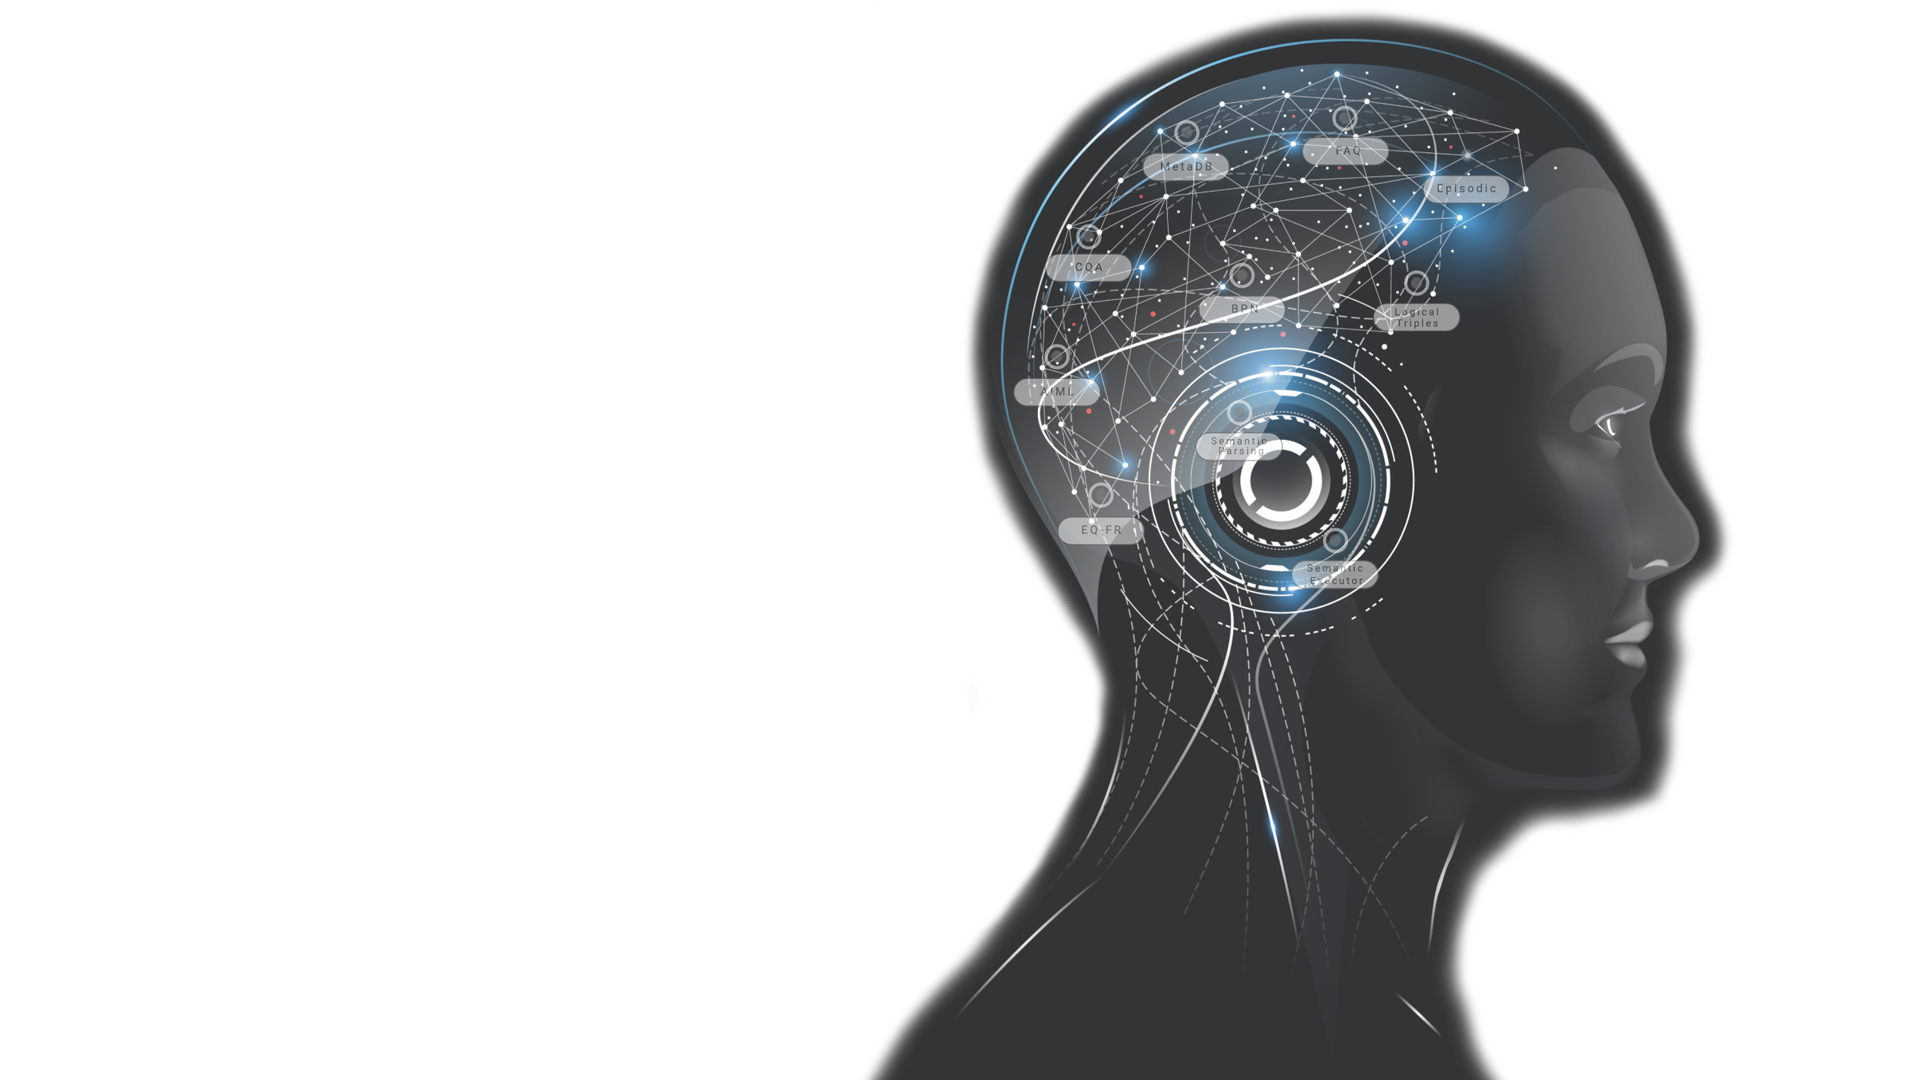 FAQ
MetaDB
Episodic
CQA
BPN
Logical
Triples
AIML
Semantic
Parsing
EQ-FR
Semantic
Executor